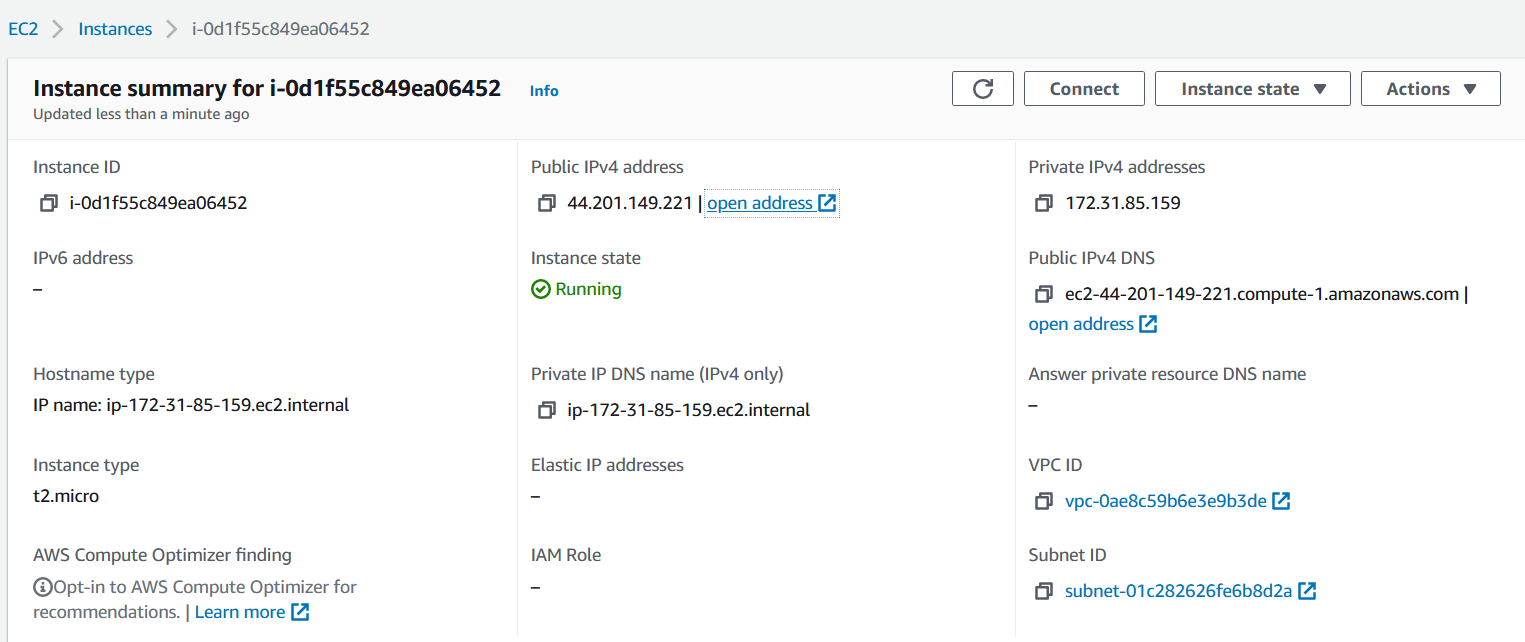 EC2 > Instances > i-0d1f55c849ea06452
Instance summary for i-0d1f55c849ea06452 Info
Updated less than a minute ago
Connect
Instance state
Actions
Instance ID
i-0d1f55c849ea06452
Public IPv4 address
44.201.149.221 | open address
Private IPv4 addresses
172.31.85.159
IPv6 address
–
Instance state
Running
Public IPv4 DNS
ec2-44-201-149-221.compute-1.amazonaws.com |
open address
Hostname type
IP name: ip-172-31-85-159.ec2.internal
Private IP DNS name (IPv4 only)
ip-172-31-85-159.ec2.internal
Answer private resource DNS name
–
Instance type
t2.micro
Elastic IP addresses
–
VPC ID
vpc-0ae8c59b6e3e9b3de
AWS Compute Optimizer finding
Opt-in to AWS Compute Optimizer for
recommendations. | Learn more
IAM Role
–
Subnet ID
subnet-01c282626fe6b8d2a